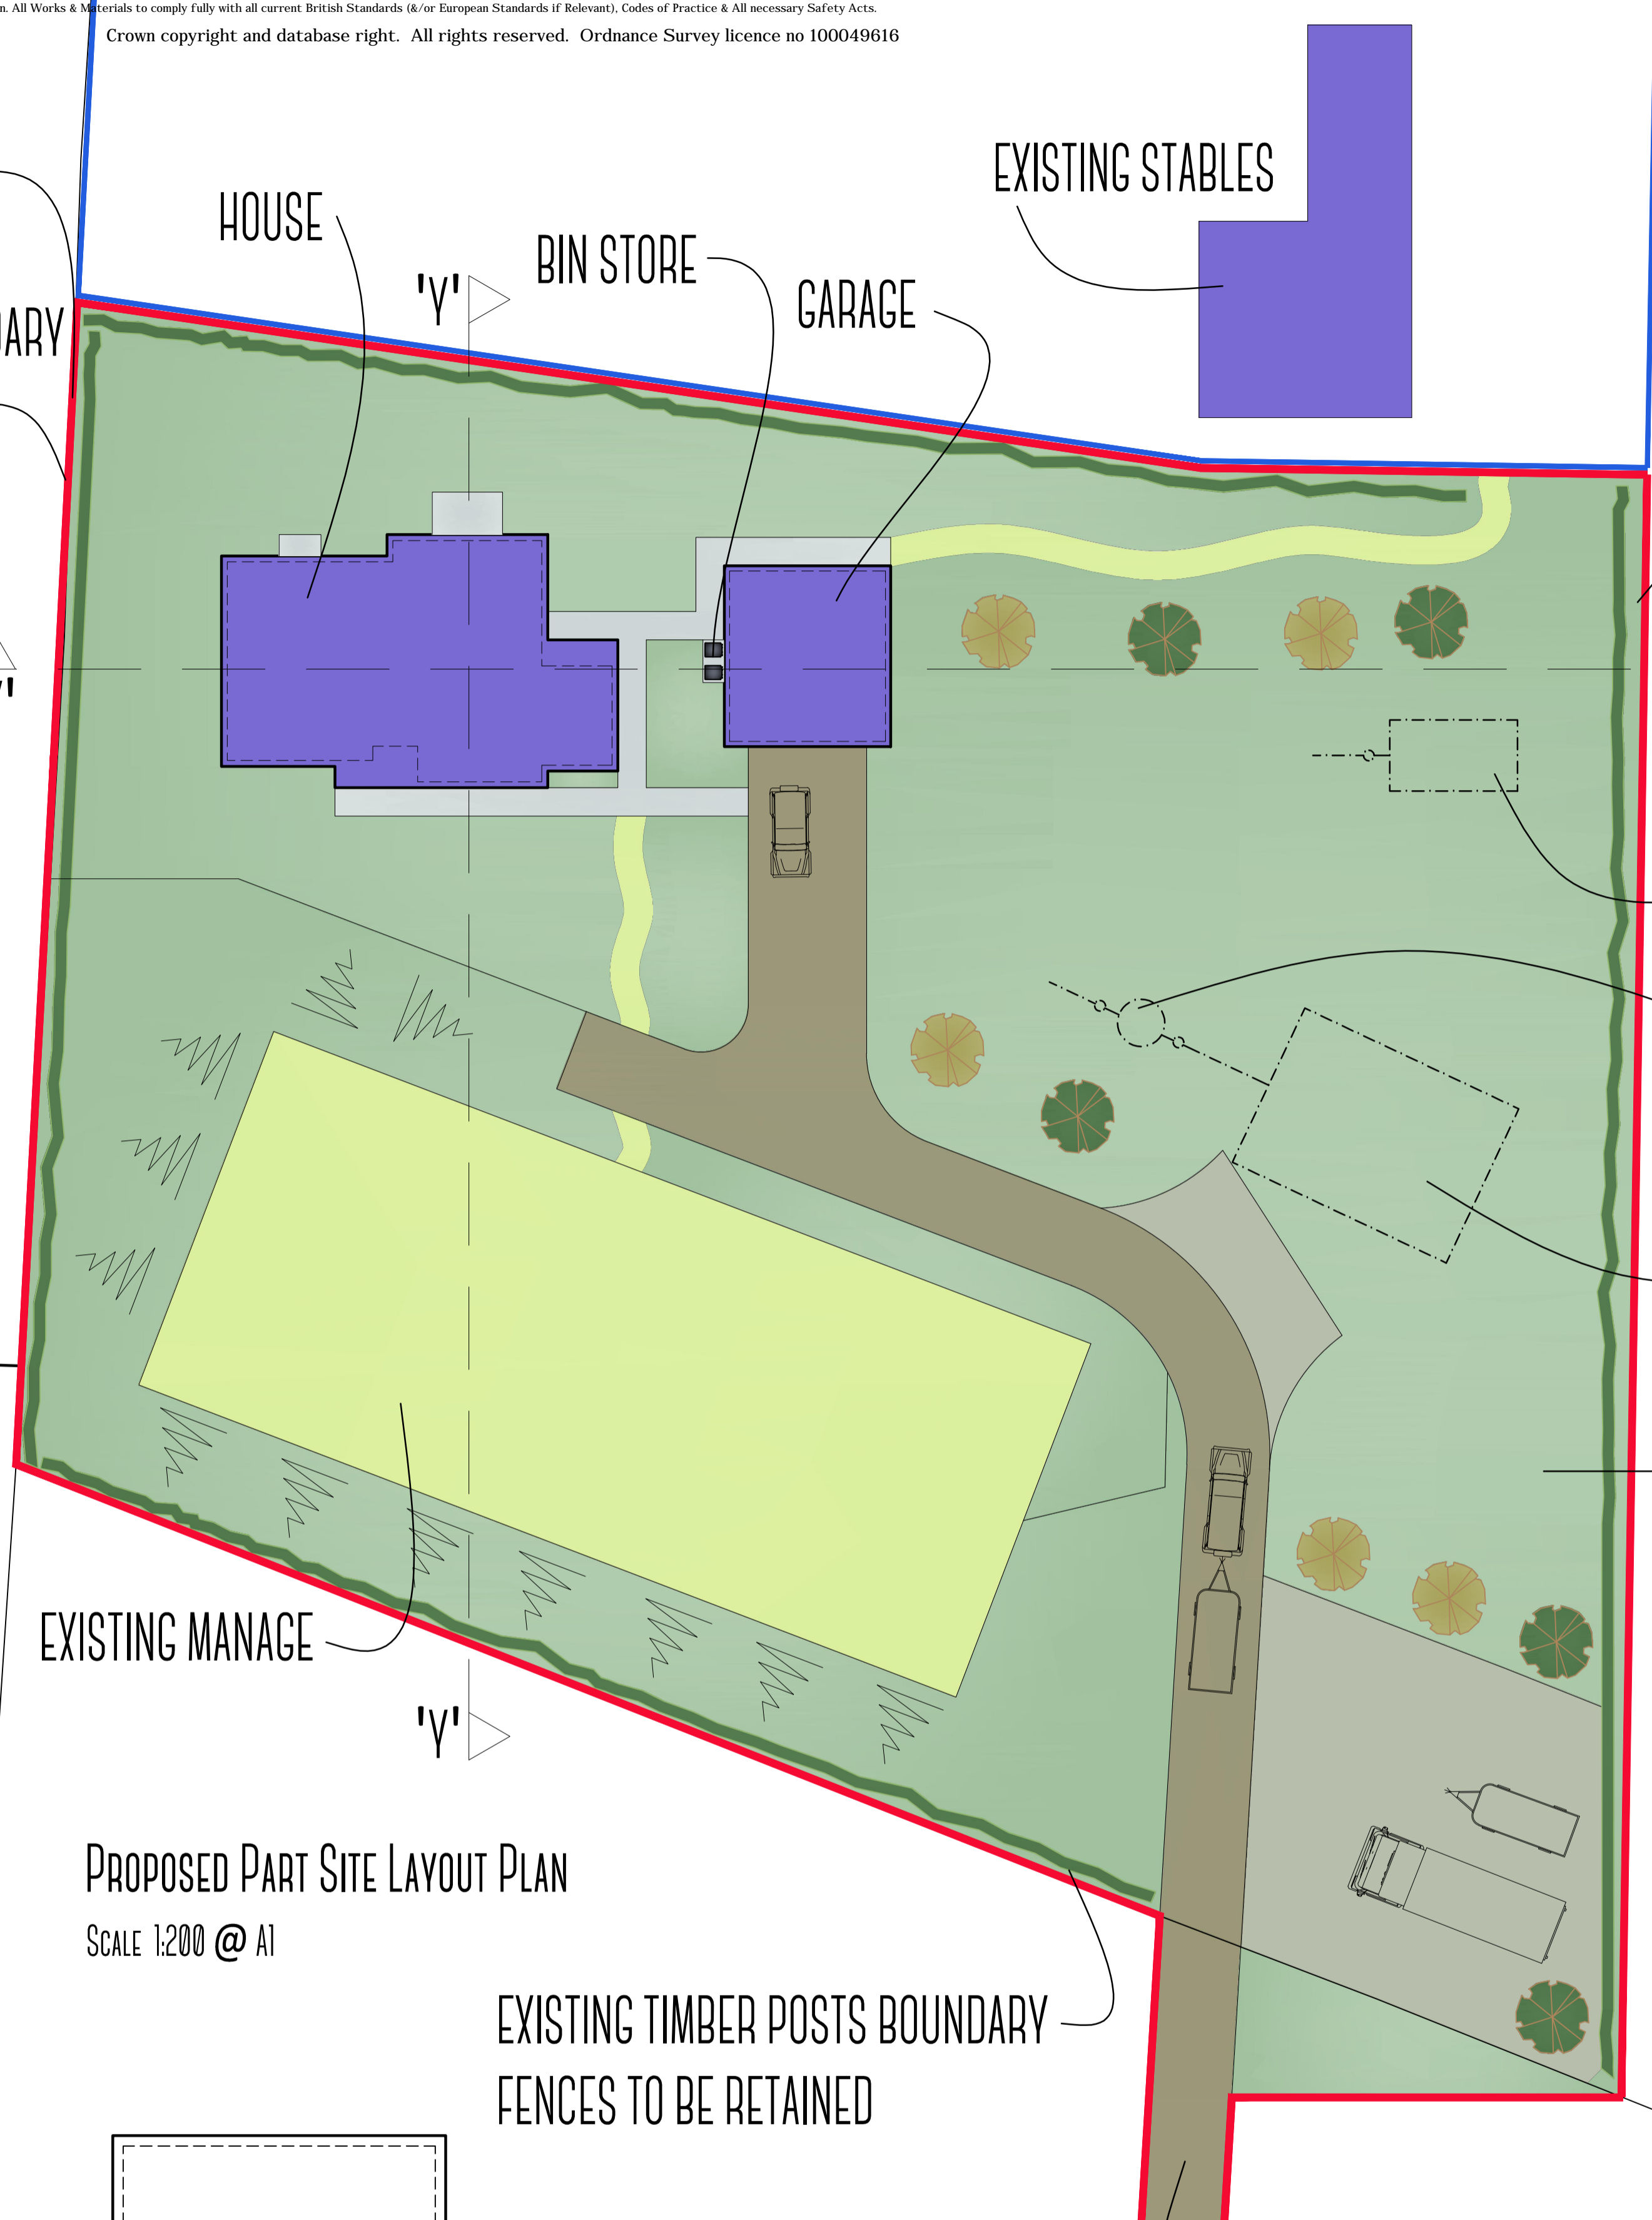 n. All Works & Materials to comply fully with all current British Standards (&/or European Standards if Relevant), Codes of Practice & All necessary Safety Acts.
Crown copyright and database right. All rights reserved. Ordnance Survey licence no 100049616
EXISTING STABLES
HOUSE
BIN STORE
'Y'
GARAGE
DARY
EXISTING MANAGE
'Y'
PROPOSED PART SITE LAYOUT PLAN
SCALE 1:200 @ A1
EXISTING TIMBER POSTS BOUNDARY
FENCES TO BE RETAINED